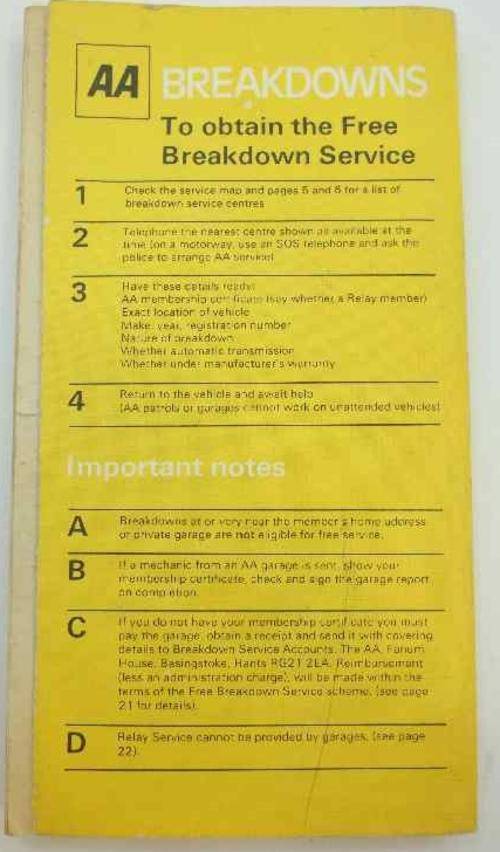 AA BREAKDOWNS
To obtain the Free
Breakdown Service
1 Check the service map and pages 5 and 6 for a list of
breakdown service centres
2 Telephone the nearest centre shown as available at the
time (on a motorway, use an SOS telephone and ask the
police to arrange AA service)
3 Have these details ready:
AA membership certificate (say whether a Relay member)
Exact location of vehicle
Make, year, registration number
Nature of breakdown
Whether automatic transmission
Whether under manufacturer's warranty
4 Return to the vehicle and await help
(AA patrols or garages cannot work on unattended vehicles)
Important notes
A Breakdowns at or very near the member's home address
or private garage are not eligible for free service.
B If a mechanic from an AA garage is sent, show your
membership certificate, check and sign the garage report
on completion.
C If you do not have your membership certificate you must
pay the garage, obtain a receipt and send it with covering
details to Breakdown Service Accounts, The AA, Fanum
House, Basingstoke, Hants RG21 2EA. Reimbursement
(less an administration charge), will be made within the
terms of the Free Breakdown Service scheme, (see page
21 for details).
D Relay Service cannot be provided by garages, (see page
22).